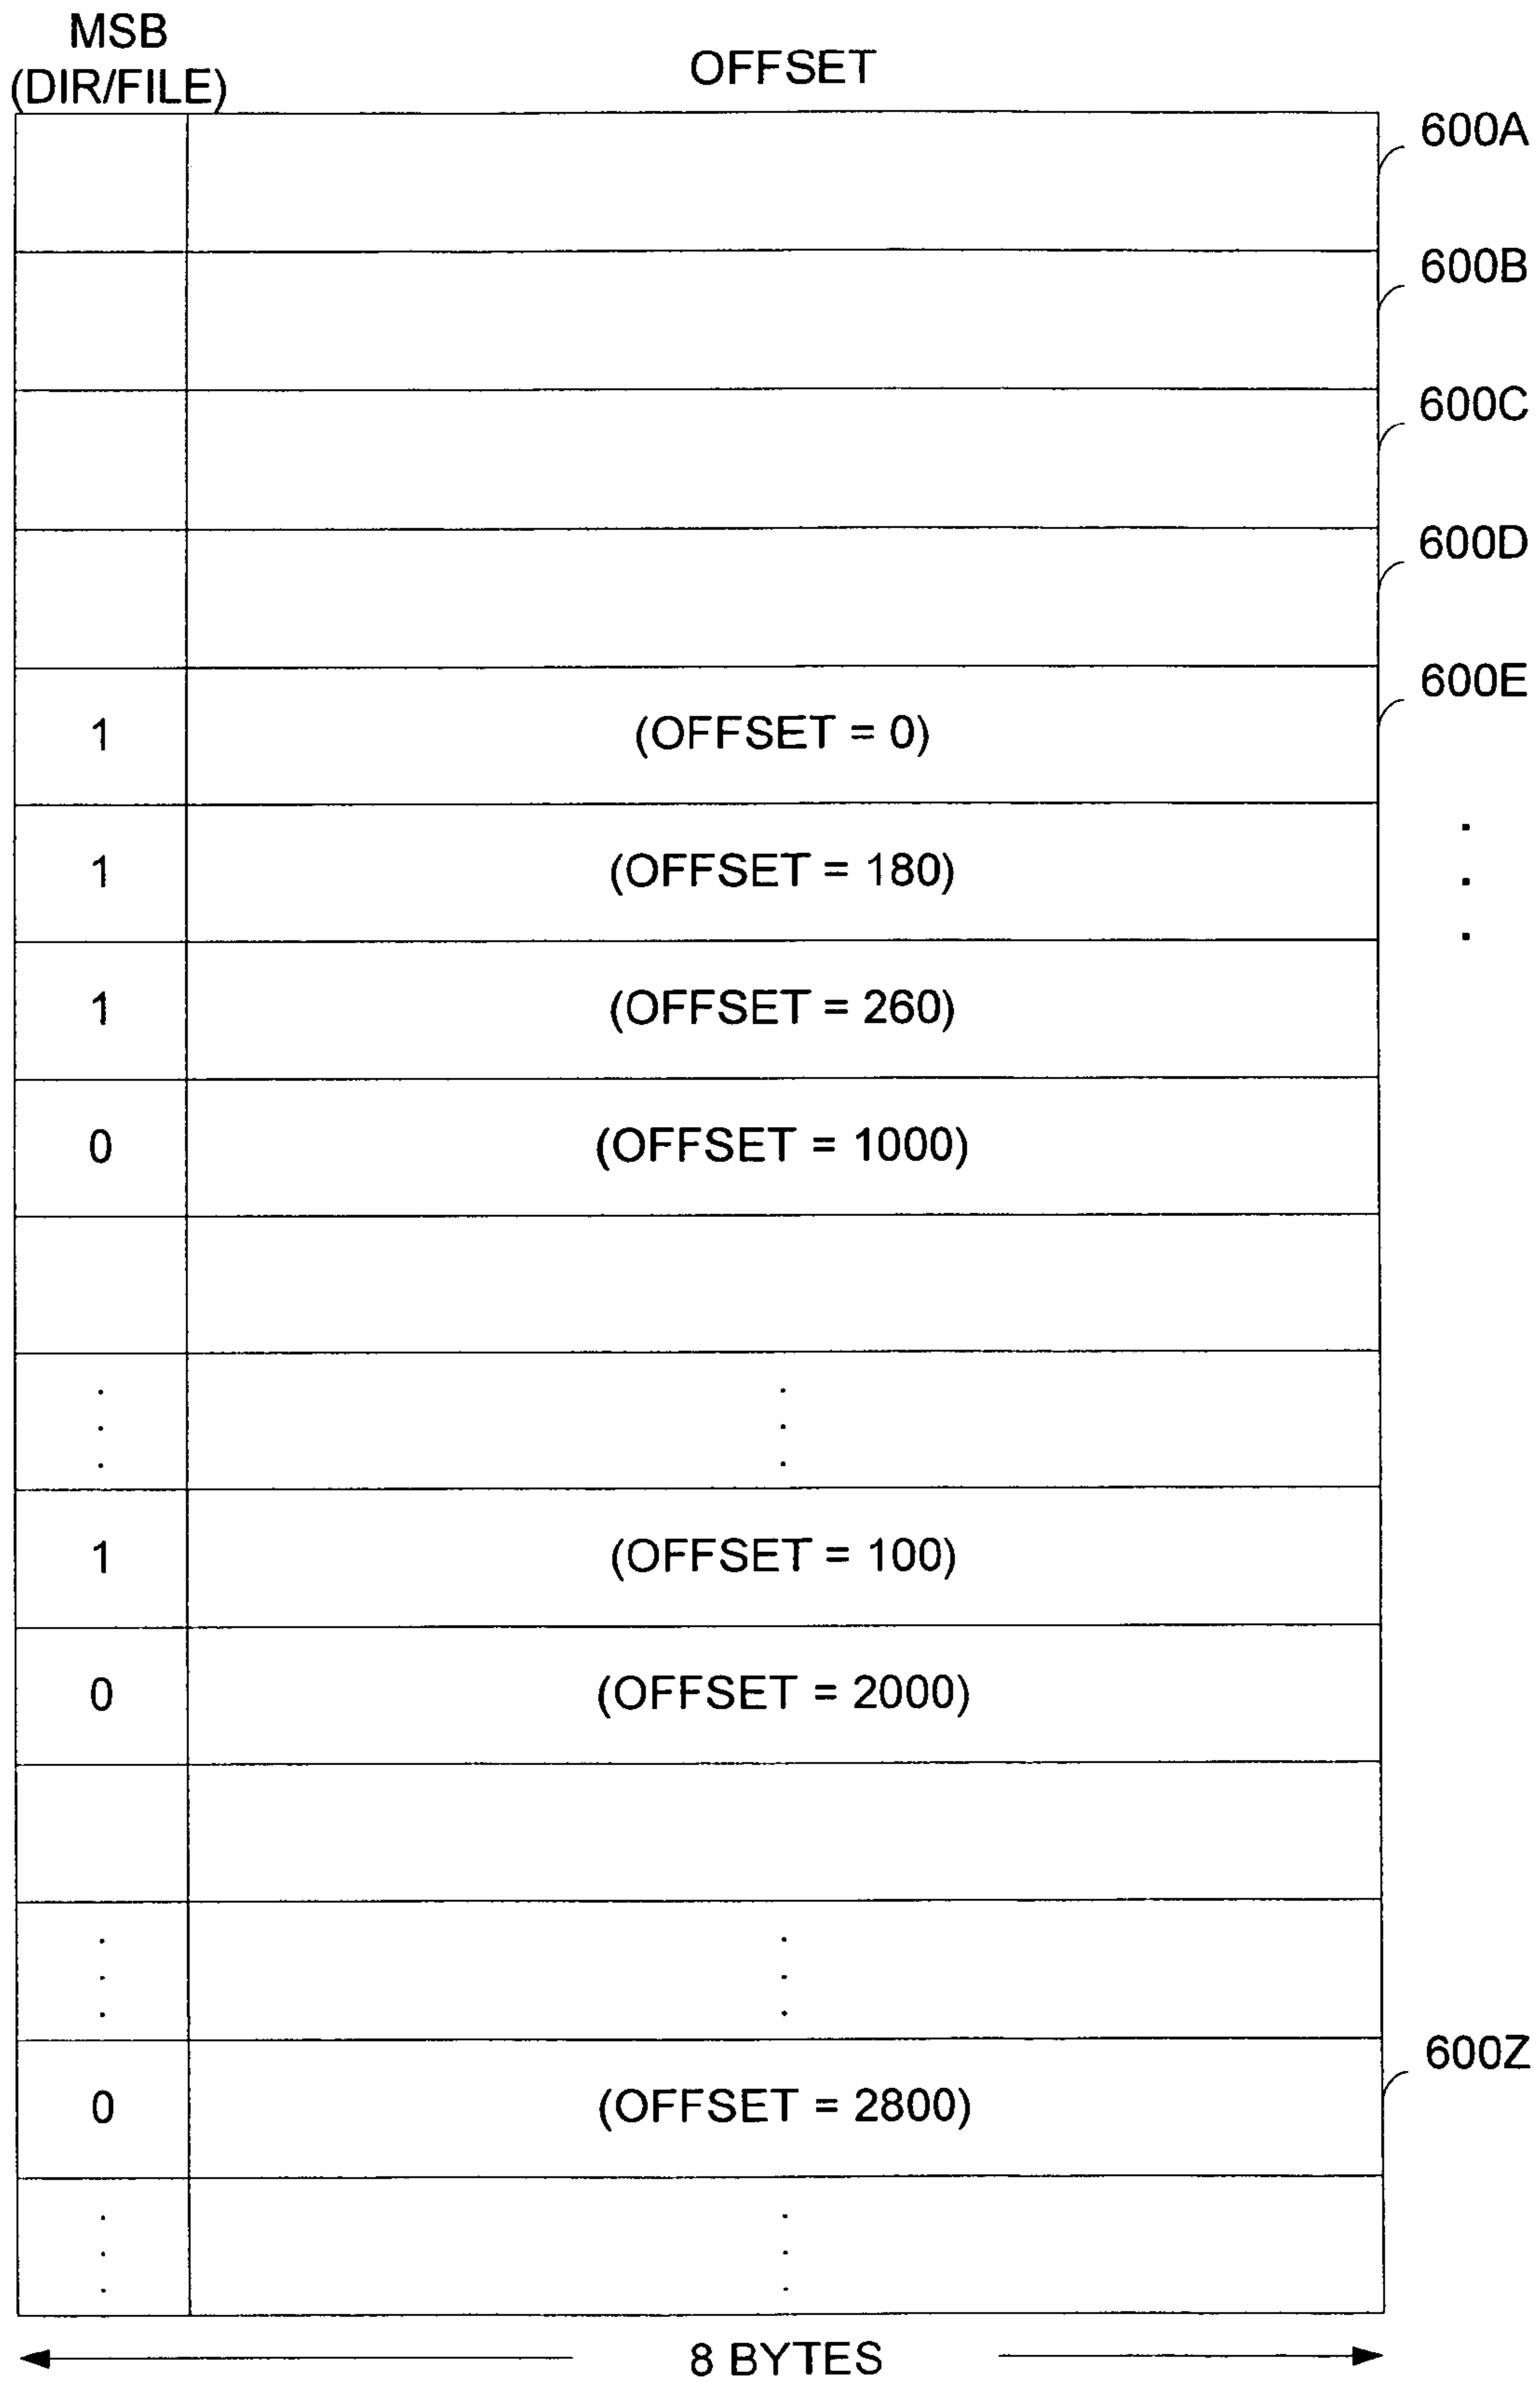 MSB
(DIR/FILE)
OFFSET
600A
600B
600C
600D
600E
1 (OFFSET = 0)
1 (OFFSET = 180)
1 (OFFSET = 260)
0 (OFFSET = 1000)
1 (OFFSET = 100)
0 (OFFSET = 2000)
600Z
0 (OFFSET = 2800)
8 BYTES